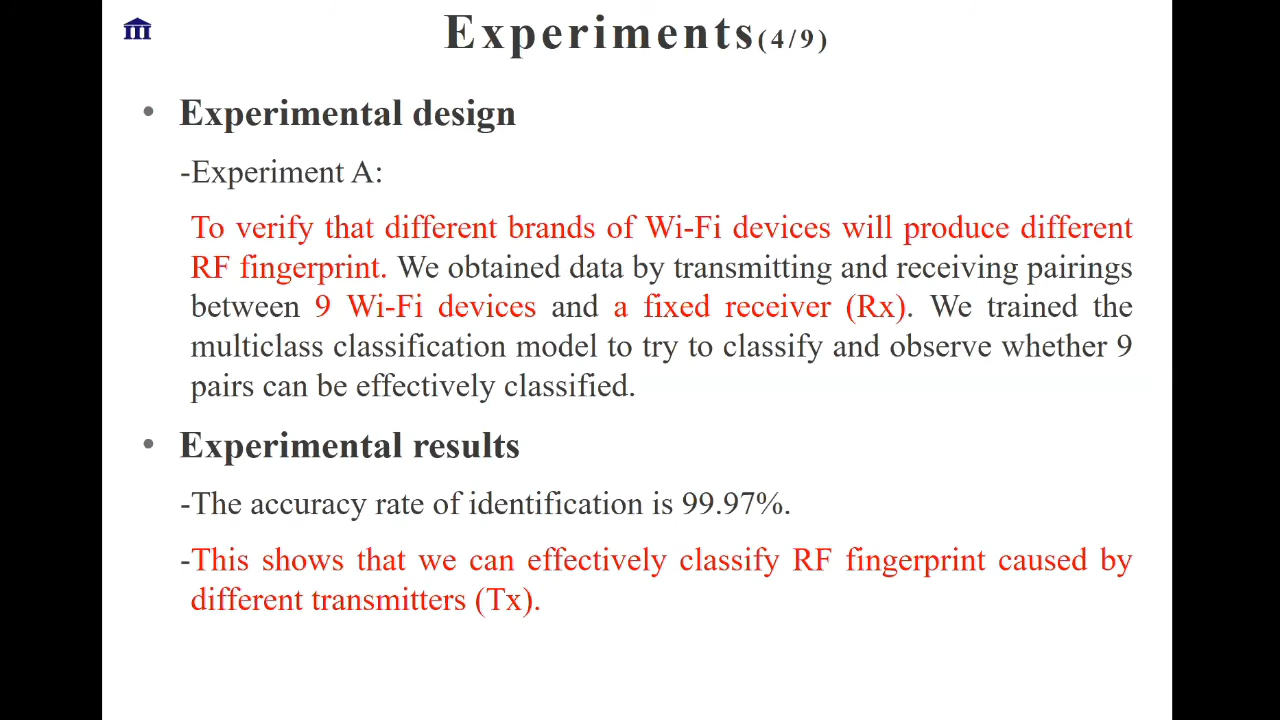 Experiments(4/9)
• Experimental design
-Experiment A:
To verify that different brands of Wi-Fi devices will produce different
RF fingerprint. We obtained data by transmitting and receiving pairings
between 9 Wi-Fi devices and a fixed receiver (Rx). We trained the
multiclass classification model to try to classify and observe whether 9
pairs can be effectively classified.
• Experimental results
-The accuracy rate of identification is 99.97%.
-This shows that we can effectively classify RF fingerprint caused by
different transmitters (Tx).